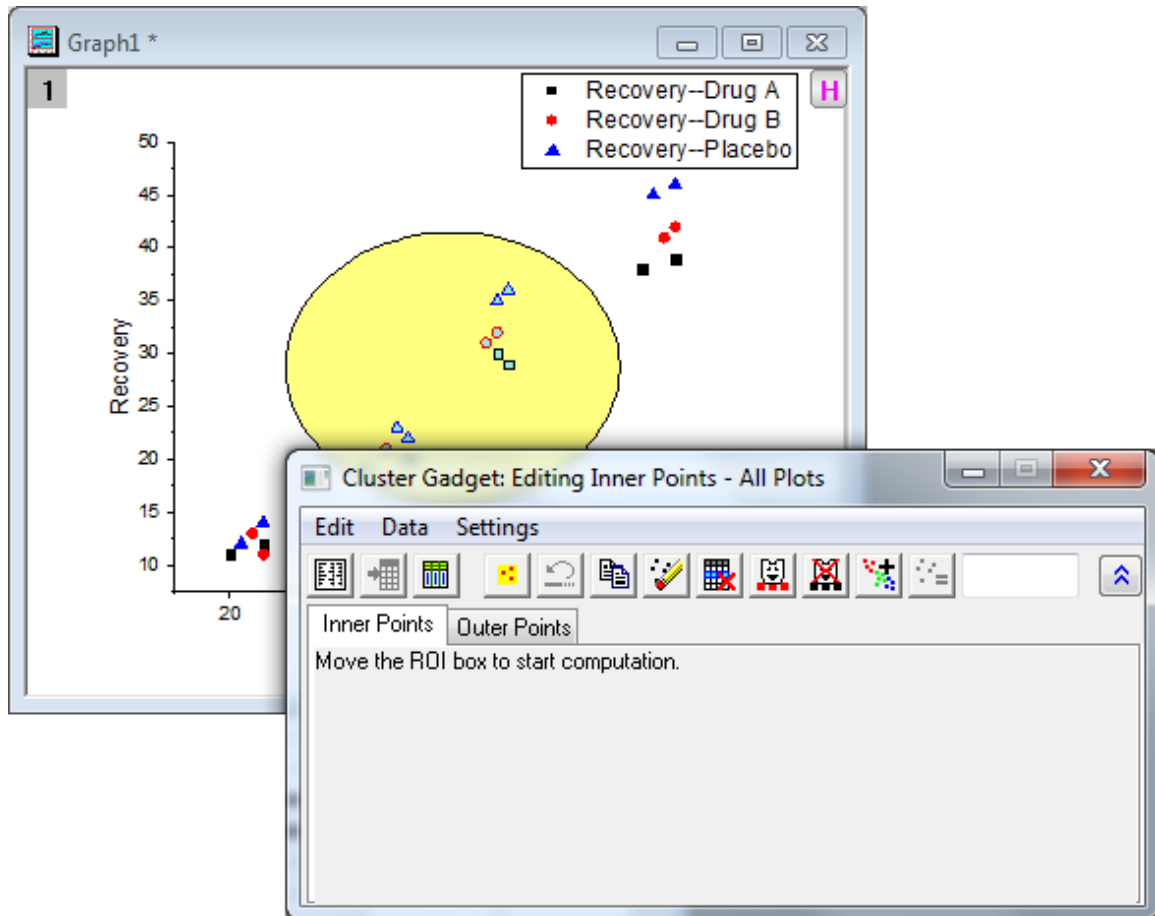 Graph1 *
1
H
Recovery--Drug A
Recovery--Drug B
Recovery--Placebo
50
45
40
35
30
25
20
15
10
Recovery
20
Cluster Gadget: Editing Inner Points - All Plots
Edit Data Settings
Inner Points Outer Points
Move the ROI box to start computation.